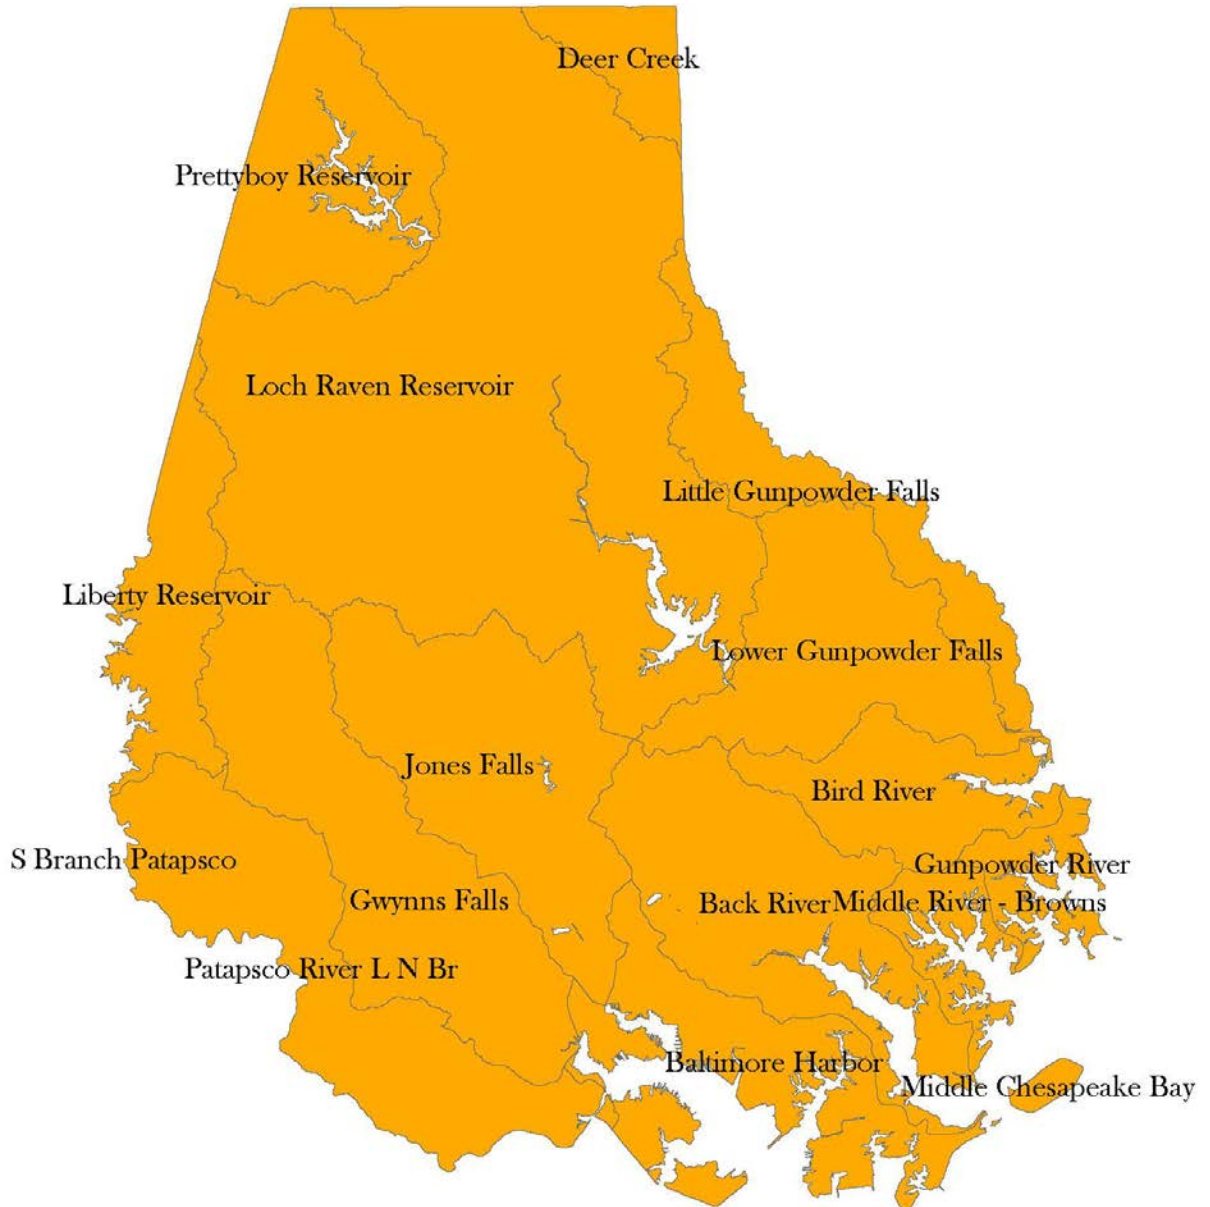 Deer Creek
Prettyboy Reservoir
Loch Raven Reservoir
Little Gunpowder Falls
Liberty Reservoir
Lower Gunpowder Falls
Jones Falls
Bird River
S Branch Patapsco
Gunpowder River
Gwynns Falls
Back River
Middle River - Browns
Patapsco River L N Br
Baltimore Harbor
Middle Chesapeake Bay